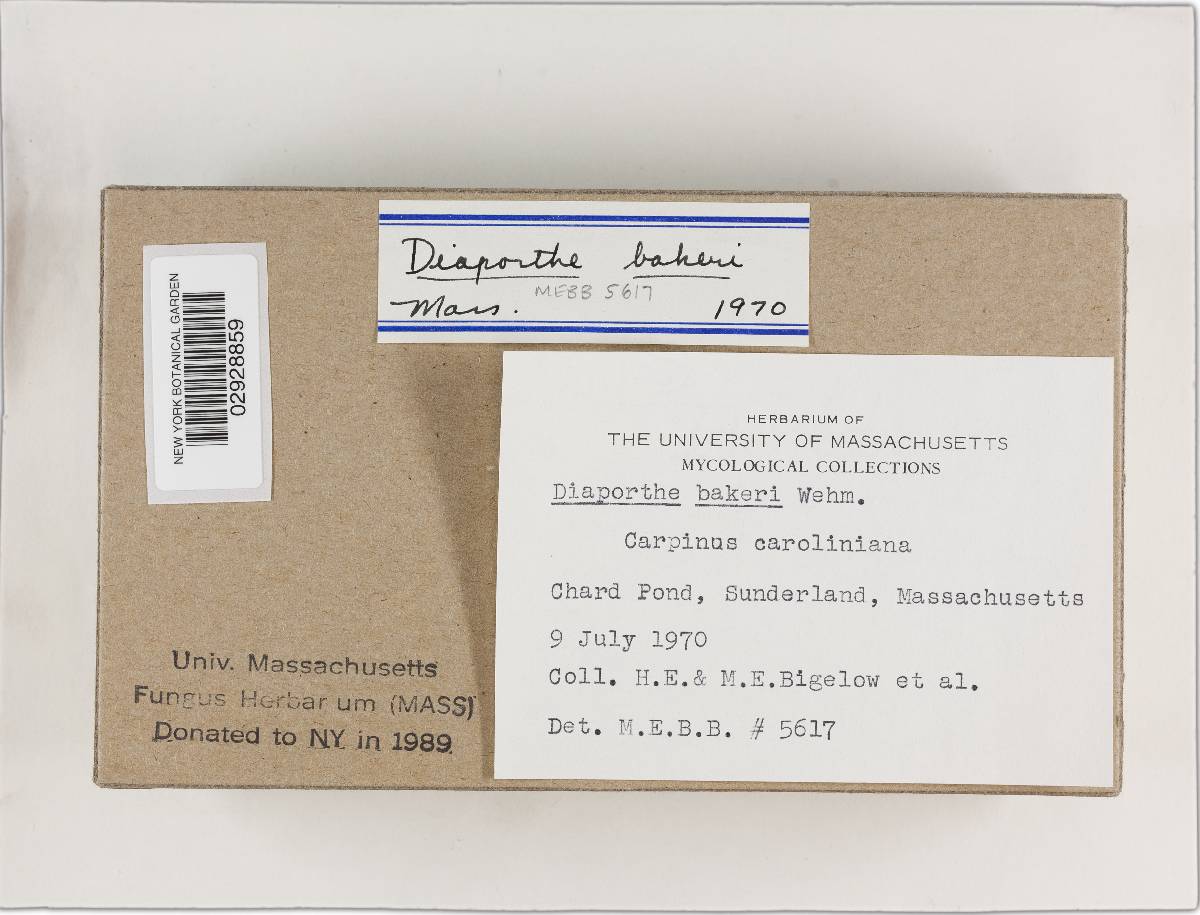 NEW YORK BOTANICAL GARDEN
02928859
Diaporthe bakeri
MEBB 5617
Mass. 1970
HERBARIUM OF
THE UNIVERSITY OF MASSACHUSETTS
MYCOLOGICAL COLLECTIONS
Diaporthe bakeri Wehm.
Carpinus caroliniana
Chard Pond, Sunderland, Massachusetts
9 July 1970
Coll. H.E.& M.E.Bigelow et al.
Det. M.E.B.B. # 5617
Univ. Massachusetts
Fungus Herbar um (MASS)
Donated to NY in 1989